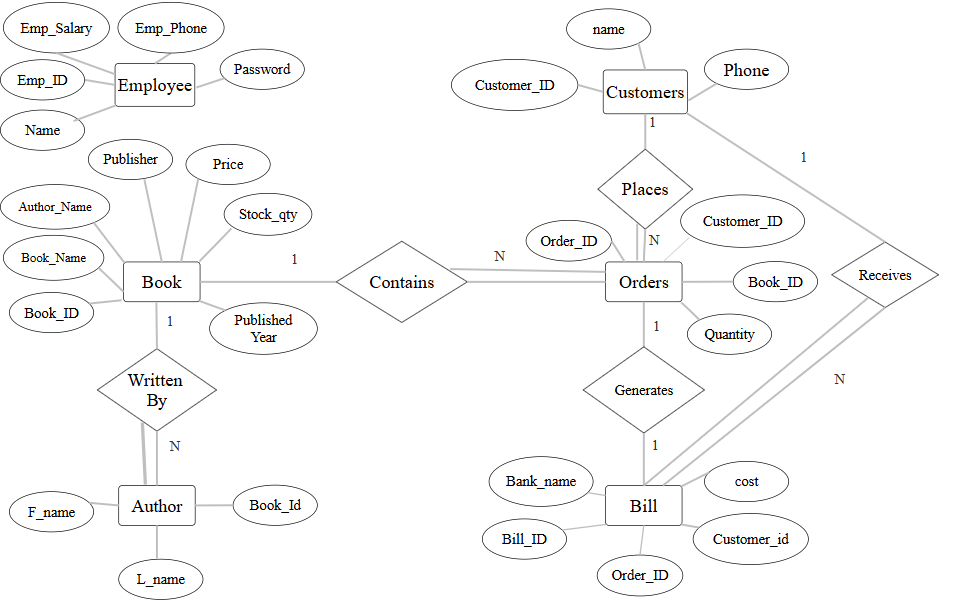 Emp_Salary
Emp_Phone
Emp_ID
Employee
Password
Name
name
Customer_ID
Customers
Phone
1
Publisher
Price
Author_Name
Stock_qty
Book_Name
Book_ID
Book
Published
Year
1
1
Contains
N
Places
N
1
Order_ID
Customer_ID
Orders
Book_ID
Quantity
Receives
N
1
Generates
1
Written
By
N
F_name
Author
Book_Id
L_name
Bank_name
cost
Bill
Bill_ID
Customer_id
Order_ID